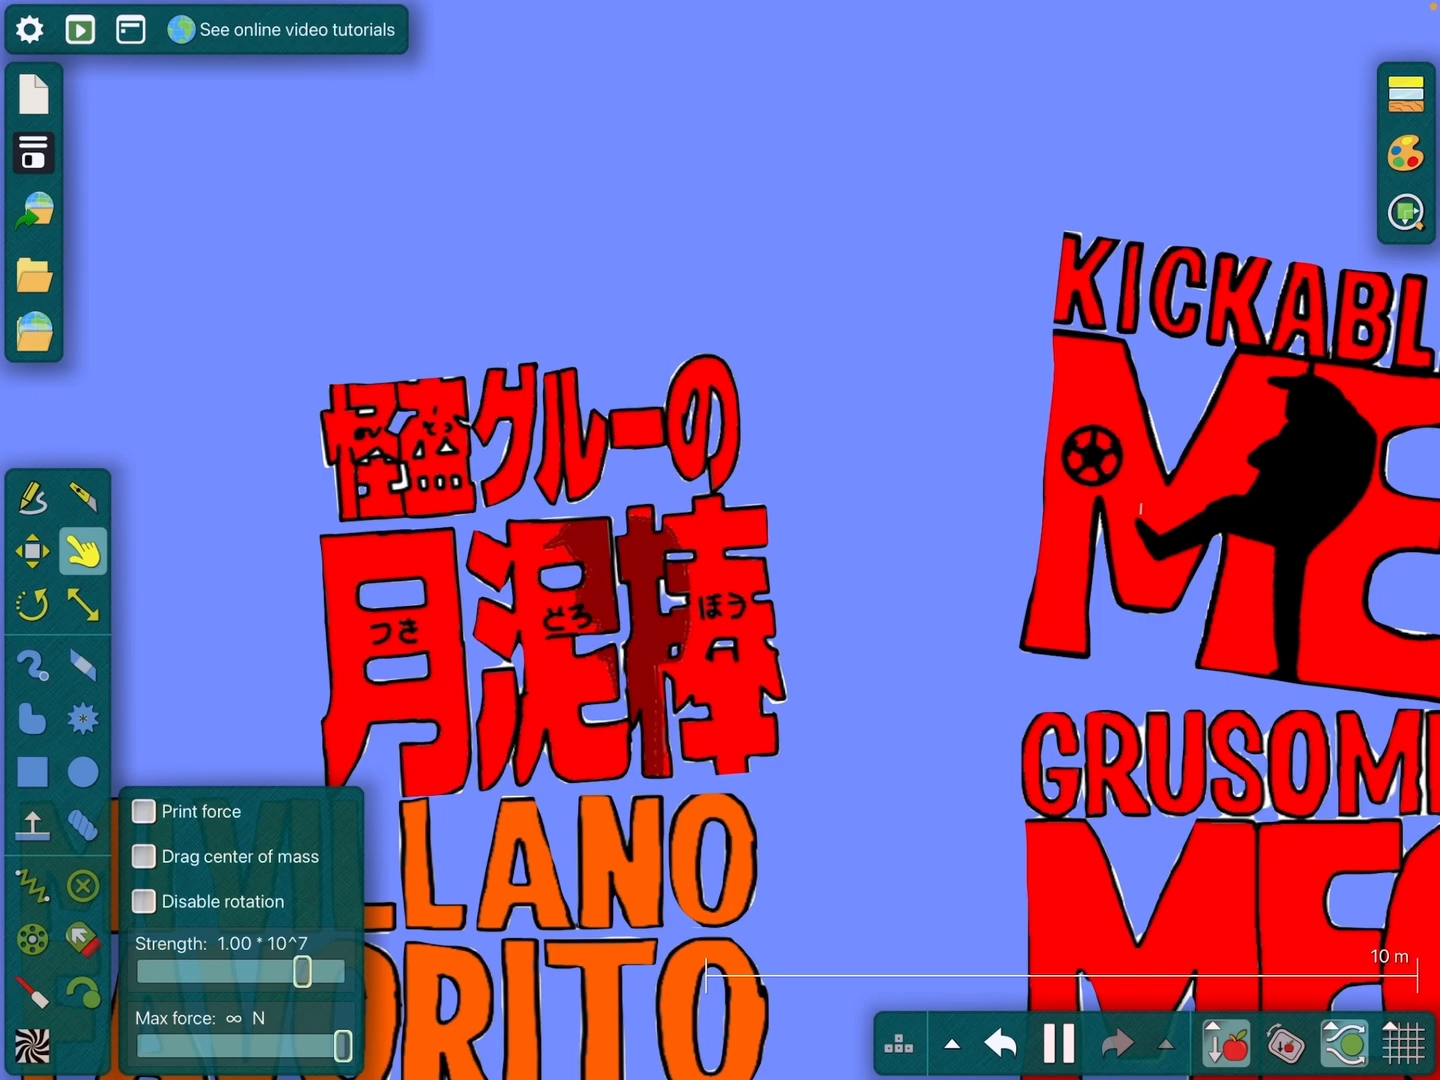 See online video tutorials
KICKABL
怪盗グルーの
月泥棒
つき
どろ
ぼう
GRUSOM
LLANO
ORITO
Print force
Drag center of mass
Disable rotation
Strength: 1.00 * 10^7
Max force: ∞ N
10 m